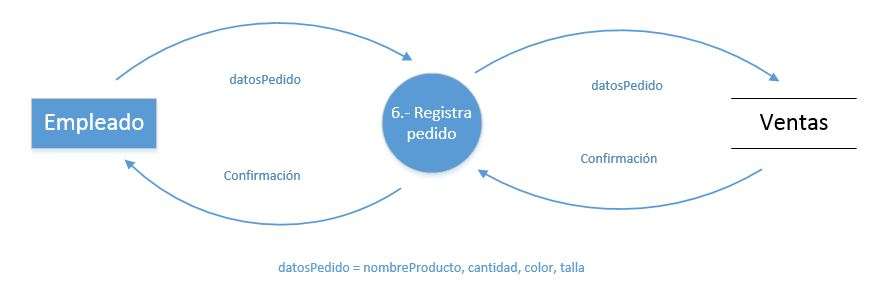 datosPedido
datosPedido
Empleado
6.- Registra
pedido
Ventas
Confirmación
Confirmación
datosPedido = nombreProducto, cantidad, color, talla